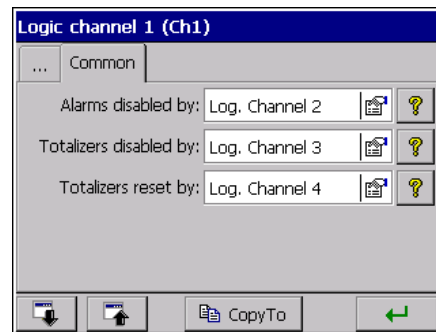 Logic channel 1 (Ch1)
... Common
Alarms disabled by: Log. Channel 2 ?
Totalizers disabled by: Log. Channel 3 ?
Totalizers reset by: Log. Channel 4 ?
CopyTo